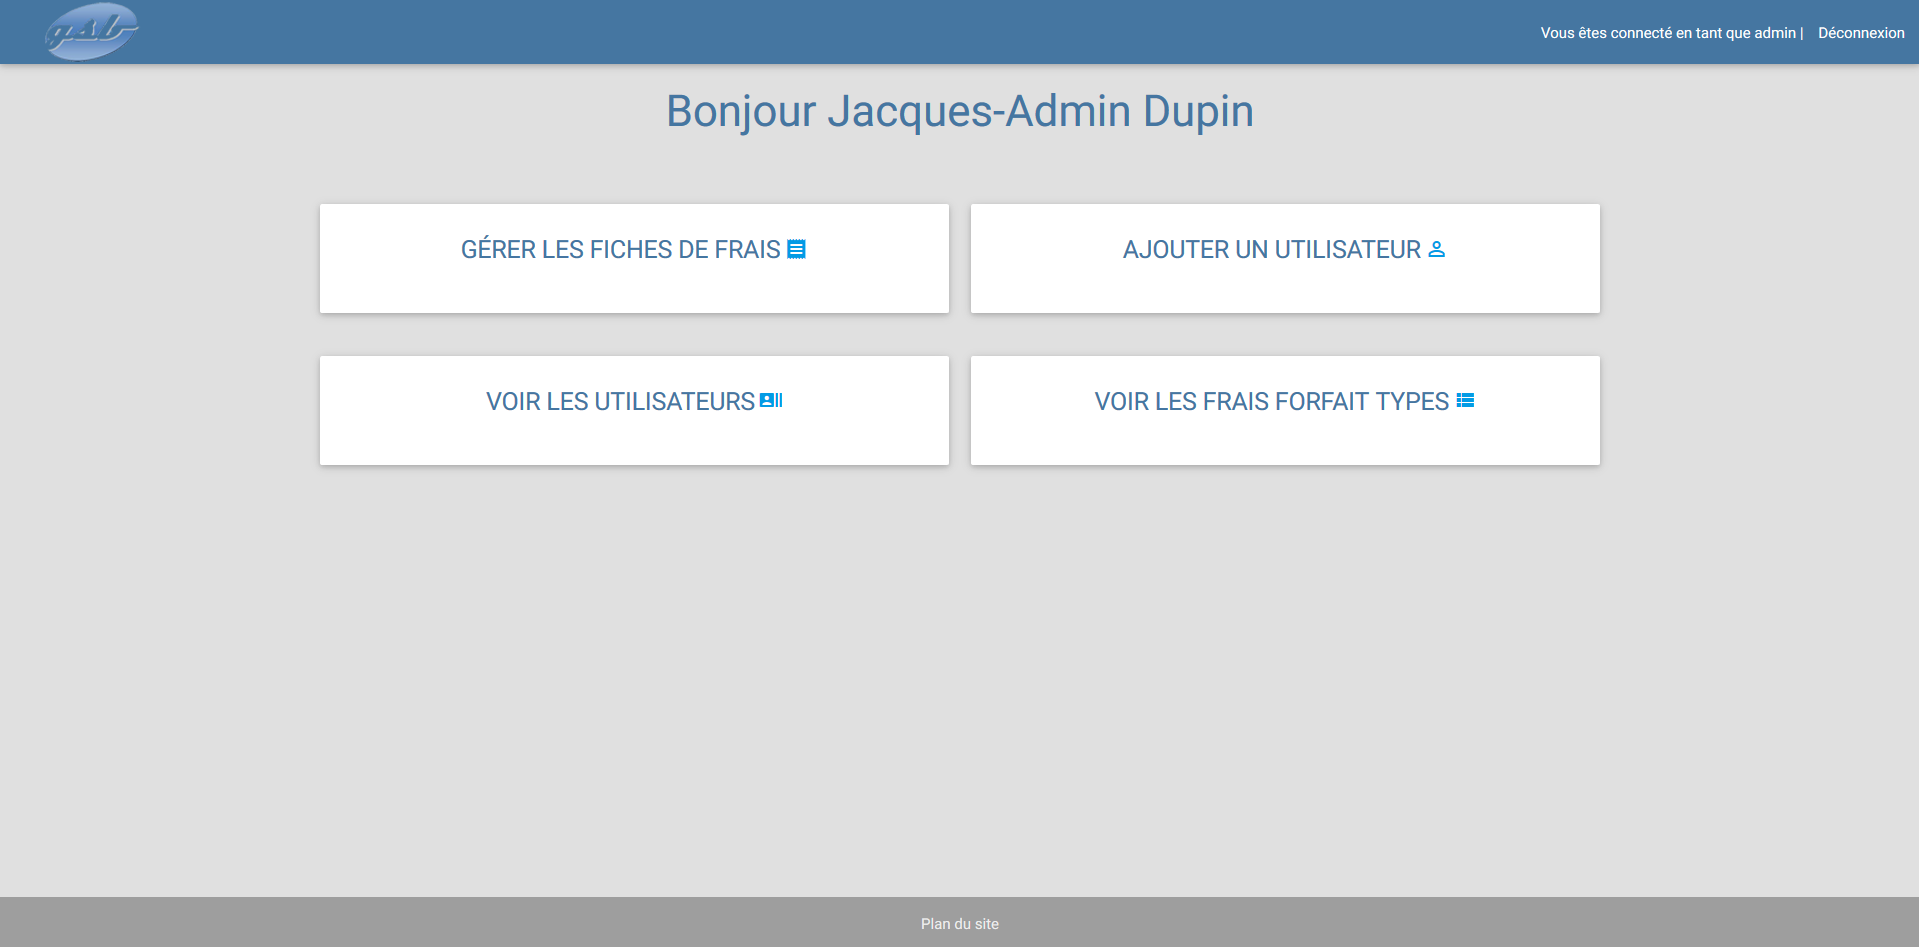 gsb
Vous êtes connecté en tant que admin | Déconnexion
Bonjour Jacques-Admin Dupin
GÉRER LES FICHES DE FRAIS
AJOUTER UN UTILISATEUR
VOIR LES UTILISATEURS
VOIR LES FRAIS FORFAIT TYPES
Plan du site